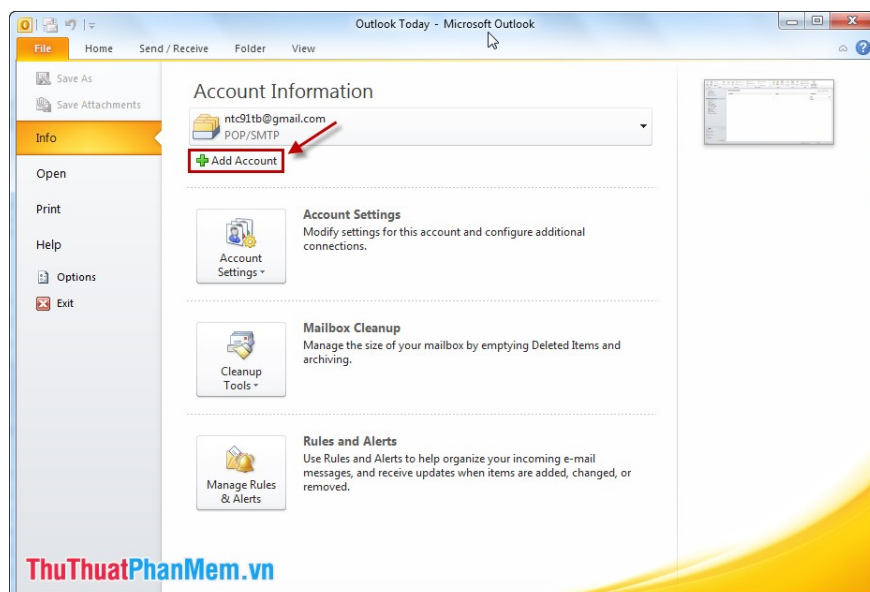 Outlook Today - Microsoft Outlook
File Home Send / Receive Folder View
Save As
Save Attachments
Info
Open
Print
Help
Options
Exit
Account Information
ntc91tb@gmail.com
POP/SMTP
Add Account
Account Settings
Modify settings for this account and configure additional
connections.
Account
Settings
Mailbox Cleanup
Manage the size of your mailbox by emptying Deleted Items and
archiving.
Cleanup
Tools
Rules and Alerts
Use Rules and Alerts to help organize your incoming e-mail
messages, and receive updates when items are added, changed, or
removed.
Manage Rules
& Alerts
ThuThuatPhanMem.vn